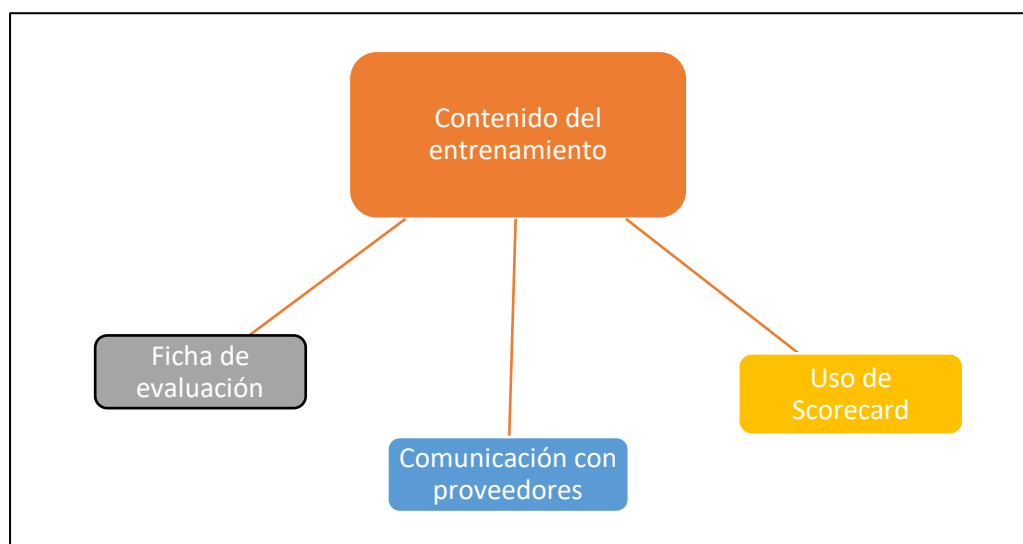 Contenido del
entrenamiento
Ficha de
evaluación
Uso de
Scorecard
Comunicación con
proveedores